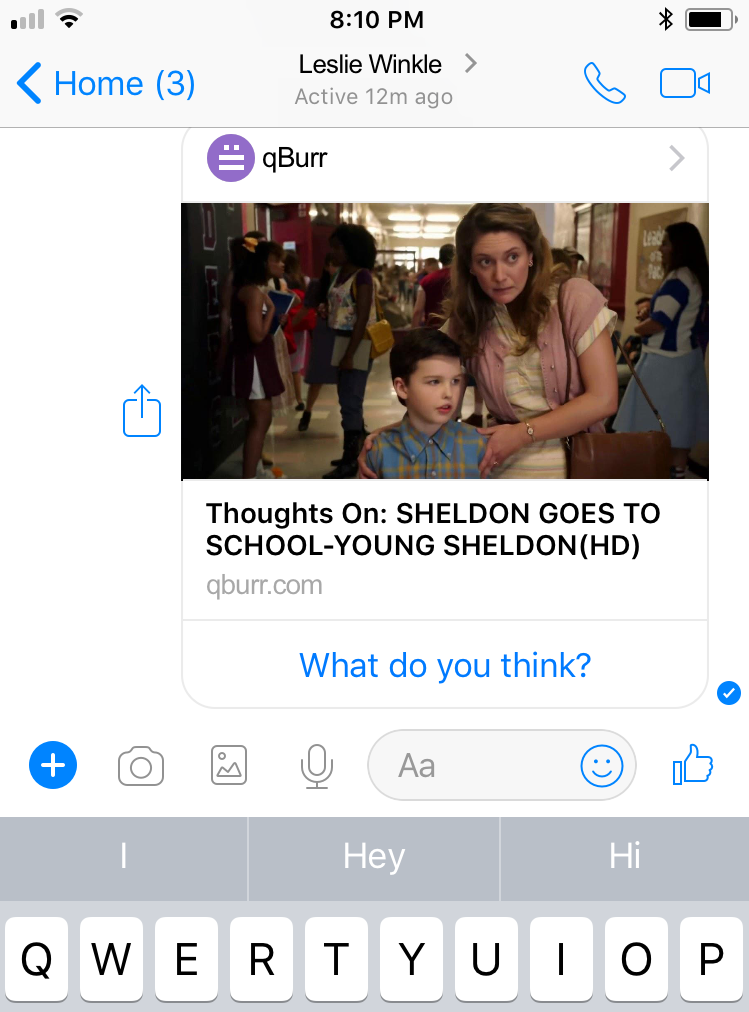 8:10 PM
Home (3)
Leslie Winkle
Active 12m ago
qBurr
Thoughts On: SHELDON GOES TO
SCHOOL-YOUNG SHELDON(HD)
qburr.com
What do you think?
Aa
I
Hey
Hi
Q W E R T Y U I O P